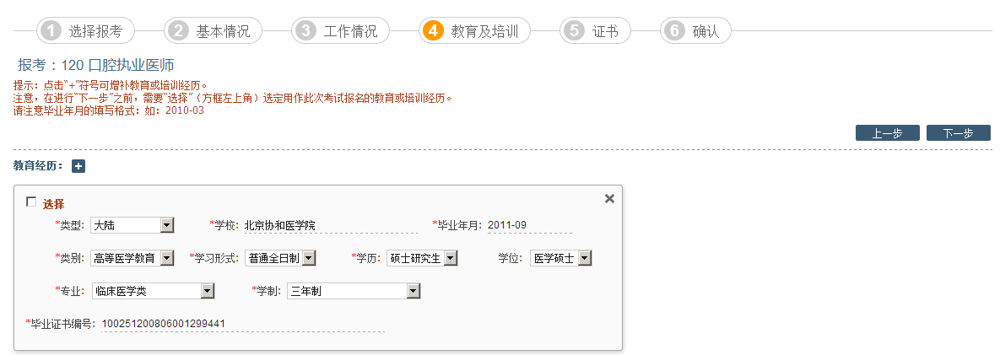 1 选择报考 2 基本情况 3 工作情况 4 教育及培训 5 证书 6 确认
报考：120 口腔执业医师
提示：点击“+”符号可增补教育或培训经历。
注意，在进行“下一步”之前，需要“选择”（方框左上角）选定用作此次考试报名的教育或培训经历。
请注意毕业年月的填写格式：如：2010-03
上一步 下一步
教育经历： +
选择
*类型: 大陆 *学校: 北京协和医学院 *毕业年月: 2011-09
*类别: 高等医学教育 *学习形式: 普通全日制 *学历: 硕士研究生 学位: 医学硕士
*专业: 临床医学类 *学制: 三年制
*毕业证书编号: 100251200806001299441